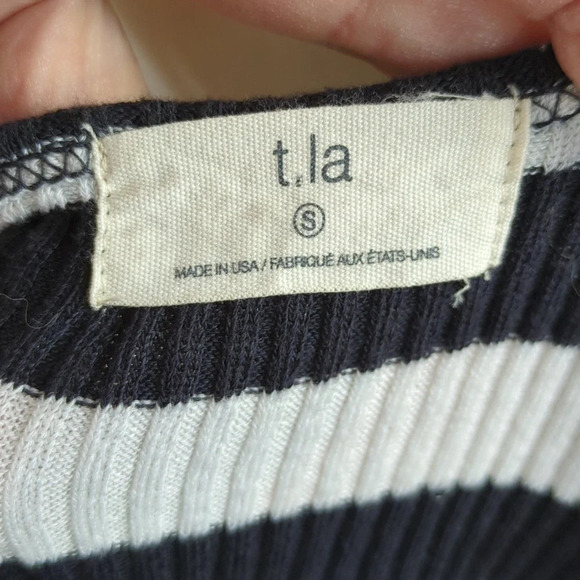 t.la
S
MADE IN USA / FABRIQUÉ AUX ÉTATS-UNIS